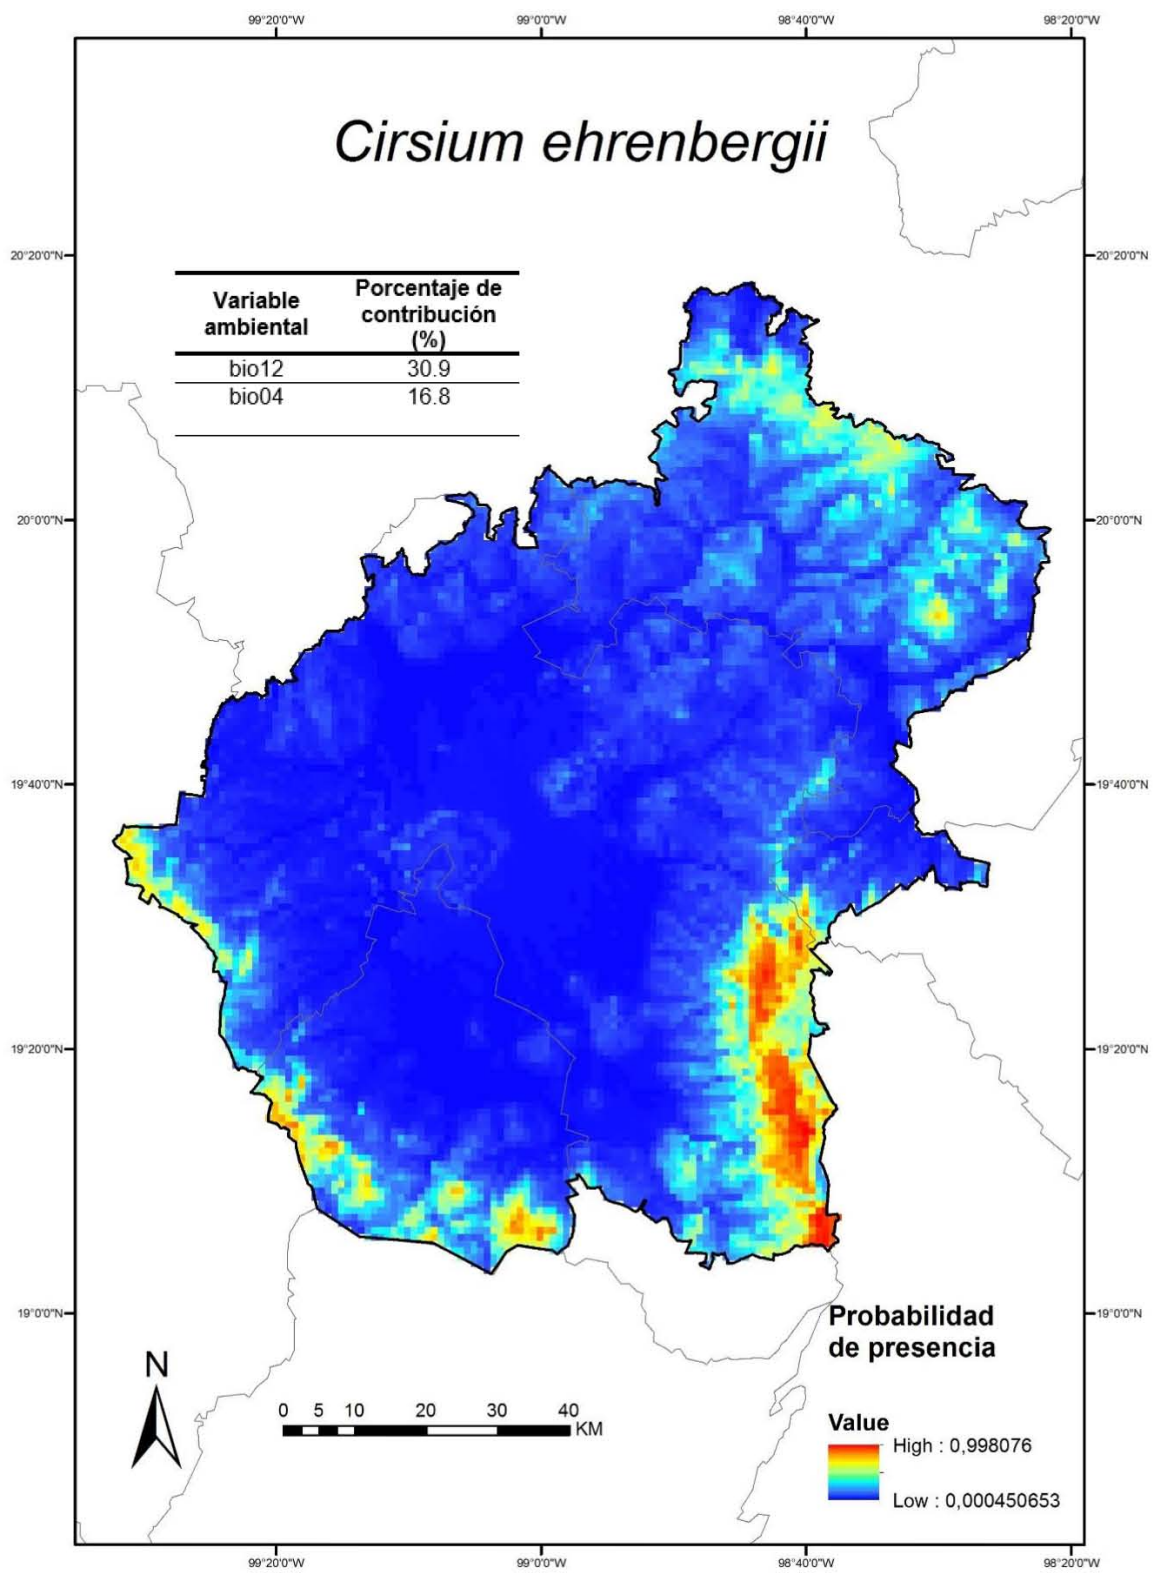 99°20'0"W 99°0'0"W 98°40'0"W 98°20'0"W
Cirsium ehrenbergii
20°20'0"N 20°20'0"N
Variable ambiental Porcentaje de contribución (%)
bio12 30.9
bio04 16.8
20°0'0"N 20°0'0"N
19°40'0"N 19°40'0"N
19°20'0"N 19°20'0"N
19°0'0"N 19°0'0"N
Probabilidad
de presencia
N
0 5 10 20 30 40
KM
Value
High : 0,998076
Low : 0,000450653
99°20'0"W 99°0'0"W 98°40'0"W 98°20'0"W